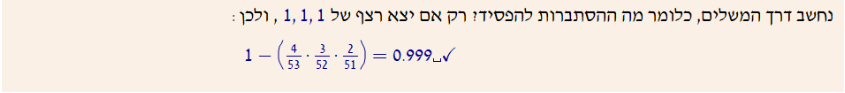 נחשב דרך המשלים, כלומר מה ההסתברות להפסיד? רק אם יצא רצף של 1, 1, 1 , ולכן :
1 − (4/53 · 3/52 · 2/51) = 0.999␣✓